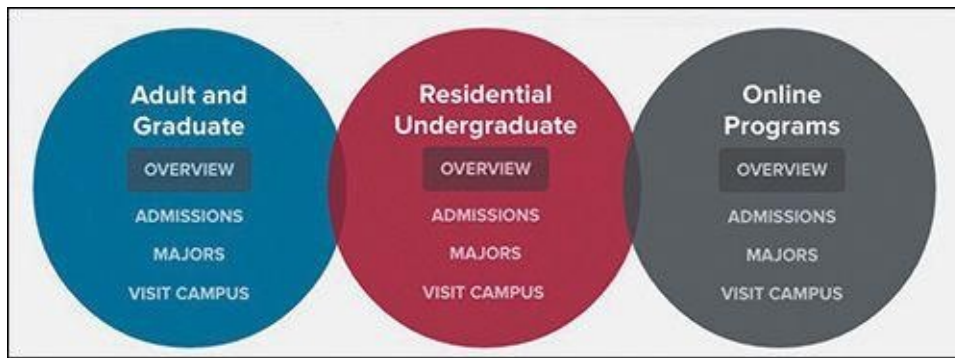 Adult and
Graduate
OVERVIEW
ADMISSIONS
MAJORS
VISIT CAMPUS
Residential
Undergraduate
OVERVIEW
ADMISSIONS
MAJORS
VISIT CAMPUS
Online
Programs
OVERVIEW
ADMISSIONS
MAJORS
VISIT CAMPUS